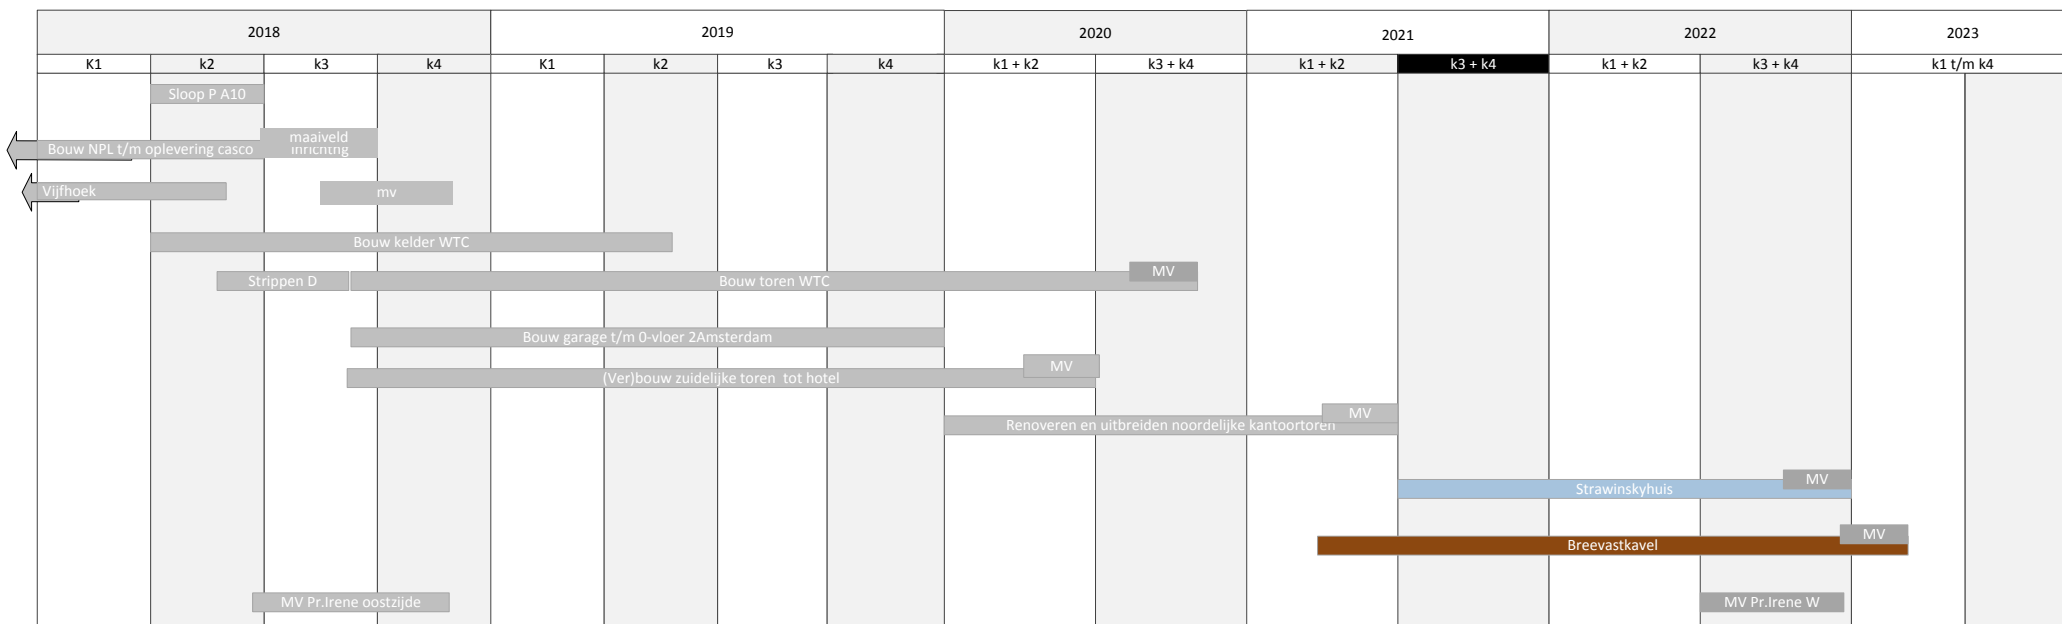 2018
2019
2020
2021
2022
2023
K1
k2
k3
k4
K1
k2
k3
k4
k1 + k2
k3 + k4
k1 + k2
k3 + k4
k1 + k2
k3 + k4
k1 t/m k4
Sloop P A10
maaiveld
inrichting
Bouw NPL t/m oplevering casco
Vijfhoek
mv
Bouw kelder WTC
MV
Strippen D
Bouw toren WTC
Bouw garage t/m 0-vloer 2Amsterdam
MV
(Ver)bouw zuidelijke toren tot hotel
MV
Renoveren en uitbreiden noordelijke kantoortoren
MV
Strawinskyhuis
MV
Breevastkavel
MV Pr.Irene oostzijde
MV Pr.Irene W